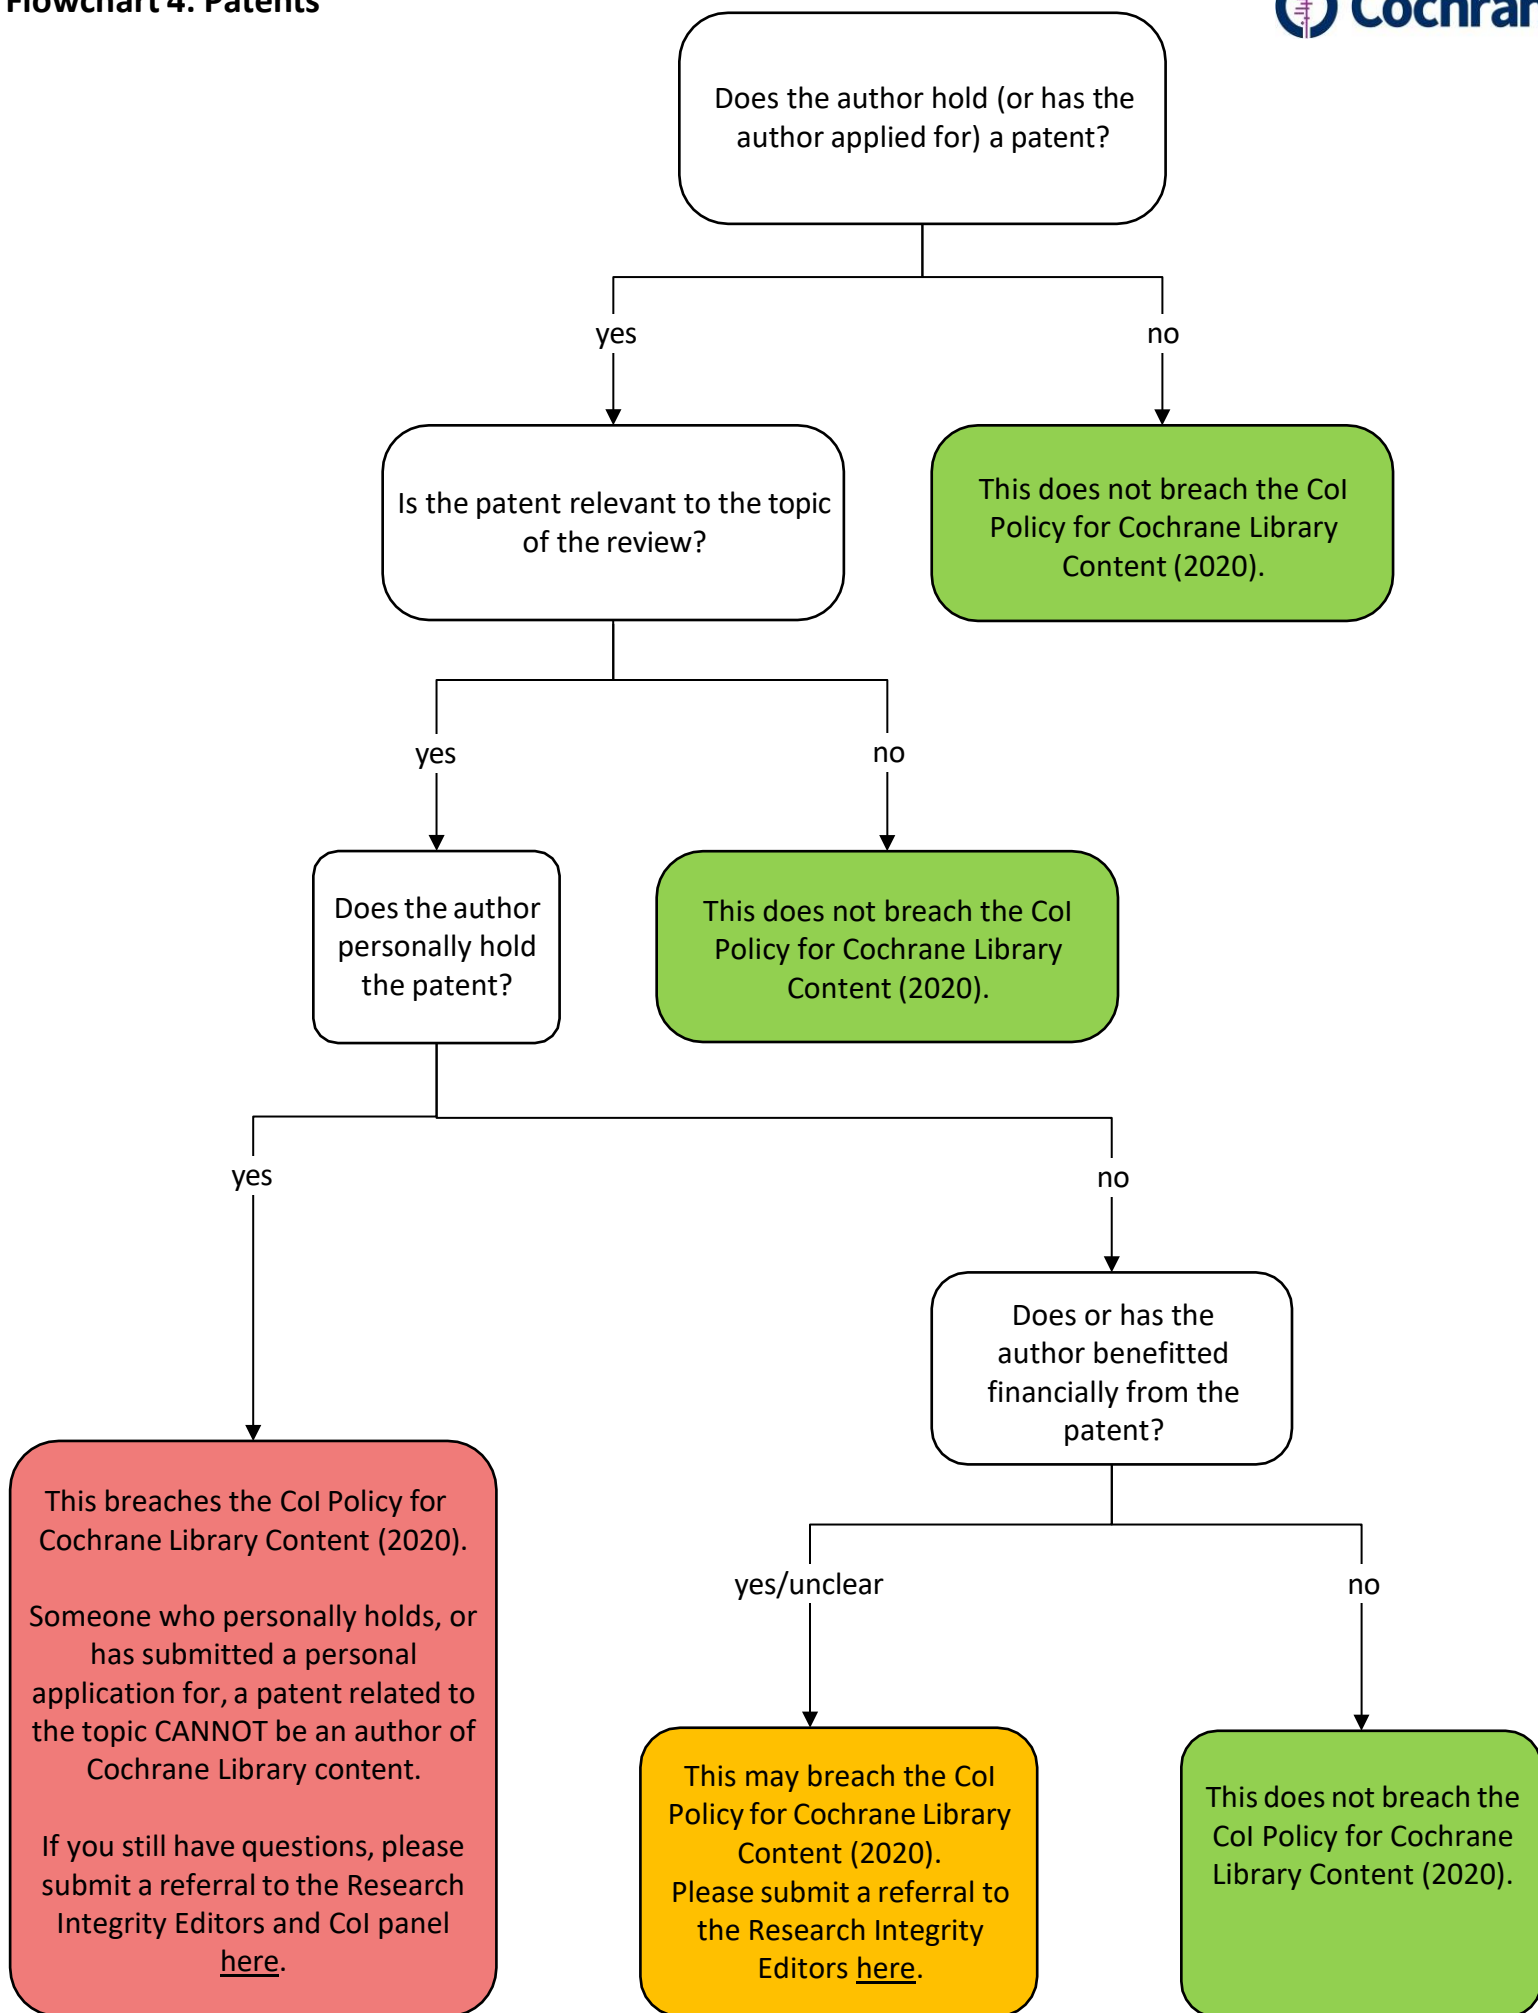 Flowchart 4: Patents
Does the author hold (or has the
author applied for) a patent?
yes
no
Is the patent relevant to the topic
of the review?
This does not breach the CoI
Policy for Cochrane Library
Content (2020).
yes
no
Does the author
personally hold
the patent?
This does not breach the CoI
Policy for Cochrane Library
Content (2020).
yes
no
Does or has the
author benefitted
financially from the
patent?
This breaches the CoI Policy for
Cochrane Library Content (2020).
Someone who personally holds, or
has submitted a personal
application for, a patent related to
the topic CANNOT be an author of
Cochrane Library content.
If you still have questions, please
submit a referral to the Research
Integrity Editors and CoI panel
here.
yes/unclear
no
This may breach the CoI
Policy for Cochrane Library
Content (2020).
Please submit a referral to
the Research Integrity
Editors here.
This does not breach the
CoI Policy for Cochrane
Library Content (2020).